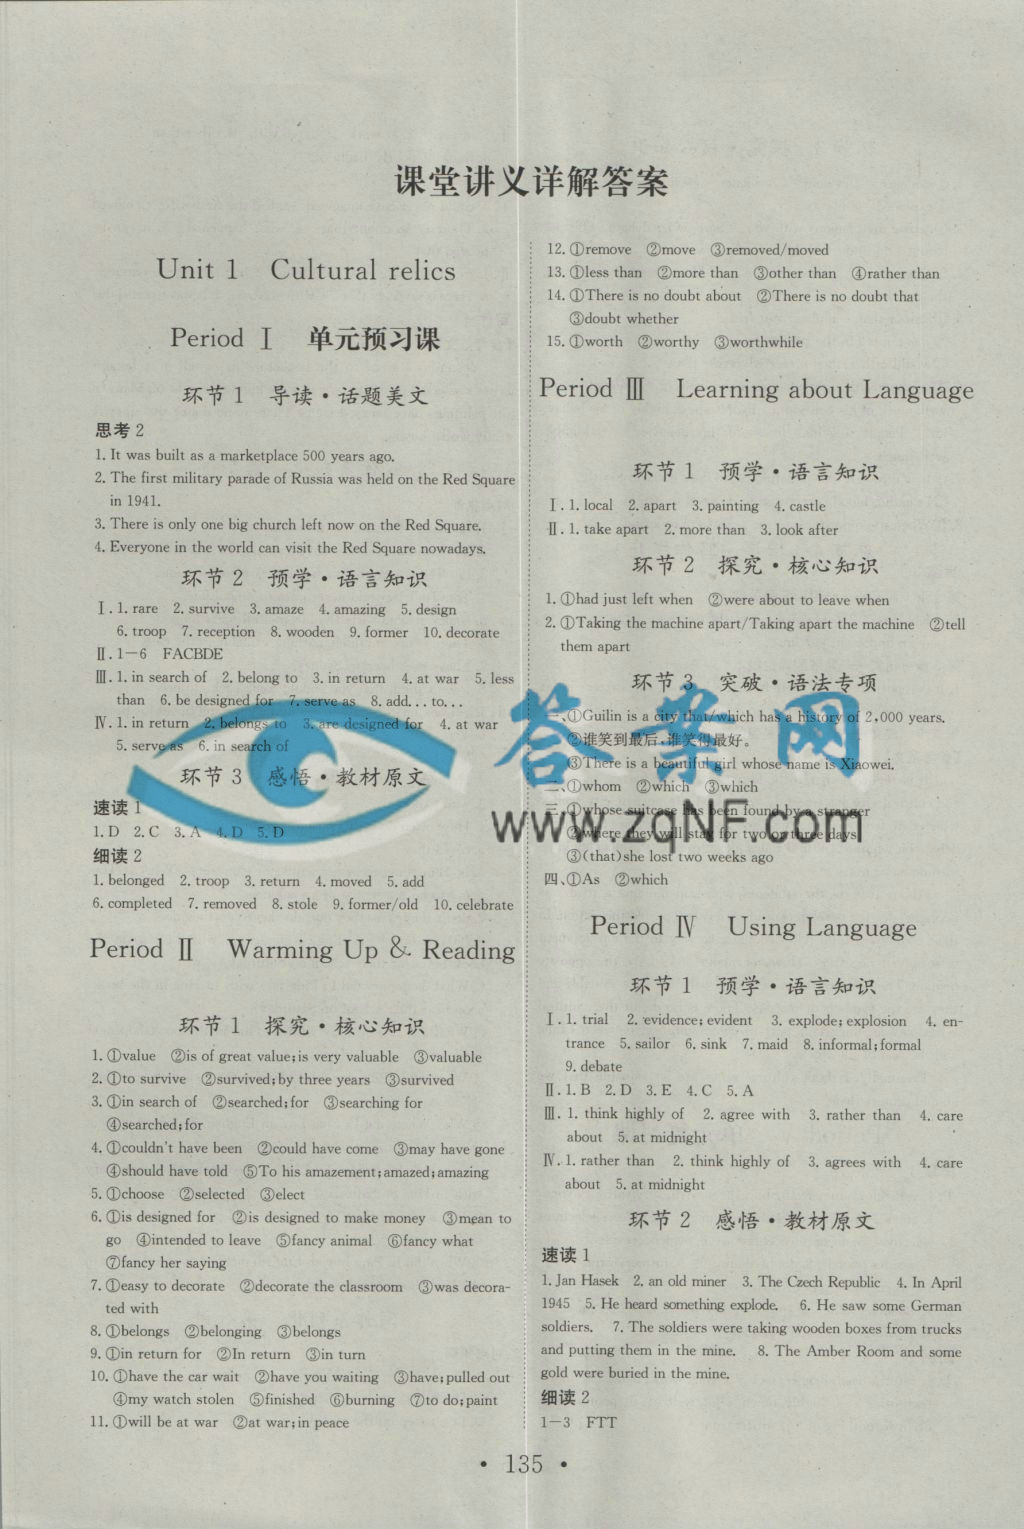 课堂讲义详解答案
Unit 1 Cultural relics
Period Ⅰ 单元预习课
环节1 导读·话题美文
思考2
1. It was built as a marketplace 500 years ago.
2. The first military parade of Russia was held on the Red Square
in 1941.
3. There is only one big church left now on the Red Square.
4. Everyone in the world can visit the Red Square nowadays.
环节2 预学·语言知识
Ⅰ. 1. rare 2. survive 3. amaze 4. amazing 5. design
6. troop 7. reception 8. wooden 9. former 10. decorate
Ⅱ. 1-6 FACBDE
Ⅲ. 1. in search of 2. belong to 3. in return 4. at war 5. less
than 6. be designed for 7. serve as 8. add... to...
Ⅳ. 1. in return 2. belongs to 3. are designed for 4. at war
5. serve as 6. in search of
环节3 感悟·教材原文
速读1
1. D 2. C 3. A 4. D 5. D
细读2
1. belonged 2. troop 3. return 4. moved 5. add
6. completed 7. removed 8. stole 9. former/old 10. celebrate
Period Ⅱ Warming Up & Reading
环节1 探究·核心知识
1. ①value ②is of great value;is very valuable ③valuable
2. ①to survive ②survived;by three years ③survived
3. ①in search of ②searched;for ③searching for
④searched;for
4. ①couldn't have been ②could have come ③may have gone
④should have told ⑤To his amazement;amazed;amazing
5. ①choose ②selected ③elect
6. ①is designed for ②is designed to make money ③mean to
go ④intended to leave ⑤fancy animal ⑥fancy what
⑦fancy her saying
7. ①easy to decorate ②decorate the classroom ③was decora-
ted with
8. ①belongs ②belonging ③belongs
9. ①in return for ②In return ③in turn
10. ①have the car wait ②have you waiting ③have;pulled out
④my watch stolen ⑤finished ⑥burning ⑦to do;paint
11. ①will be at war ②at war;in peace
12. ①remove ②move ③removed/moved
13. ①less than ②more than ③other than ④rather than
14. ①There is no doubt about ②There is no doubt that
③doubt whether
15. ①worth ②worthy ③worthwhile
Period Ⅲ Learning about Language
环节1 预学·语言知识
Ⅰ. 1. local 2. apart 3. painting 4. castle
Ⅱ. 1. take apart 2. more than 3. look after
环节2 探究·核心知识
1. ①had just left when ②were about to leave when
2. ①Taking the machine apart/Taking apart the machine ②tell
them apart
环节3 突破·语法专项
一、①Guilin is a city that/which has a history of 2,000 years.
②谁笑到最后,谁笑得最好。
③There is a beautiful girl whose name is Xiaowei.
二、①whom ②which ③which
三、①whose suitcase has been found by a stranger
②where they will stay for two or three days
③(that)she lost two weeks ago
四、①As ②which
Period Ⅳ Using Language
环节1 预学·语言知识
Ⅰ. 1. trial 2. evidence; evident 3. explode; explosion 4. en-
trance 5. sailor 6. sink 7. maid 8. informal;formal
9. debate
Ⅱ. 1. B 2. D 3. E 4. C 5. A
Ⅲ. 1. think highly of 2. agree with 3. rather than 4. care
about 5. at midnight
Ⅳ. 1. rather than 2. think highly of 3. agrees with 4. care
about 5. at midnight
环节2 感悟·教材原文
速读1
1. Jan Hasek 2. an old miner 3. The Czech Republic 4. In April
1945 5. He heard something explode. 6. He saw some German
soldiers. 7. The soldiers were taking wooden boxes from trucks
and putting them in the mine. 8. The Amber Room and some
gold were buried in the mine.
细读2
1-3 FTT
答案网
www.zqNF.com
· 135 ·